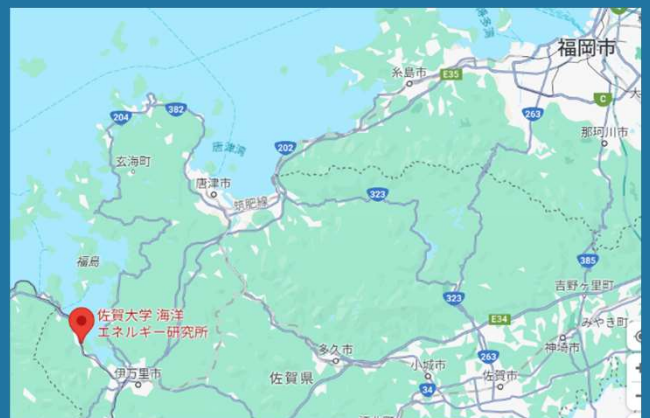 福岡市
糸島市
E35
C
263
那珂川市
382
204
唐津湾
202
玄海町
唐津市
筑肥線
323
福島
385
323
吉野ヶ里町
佐賀大学 海洋
エネルギー研究所
E34
みやき町
神埼市
多久市
263
小城市
伊万里市
佐賀県
佐賀市
34